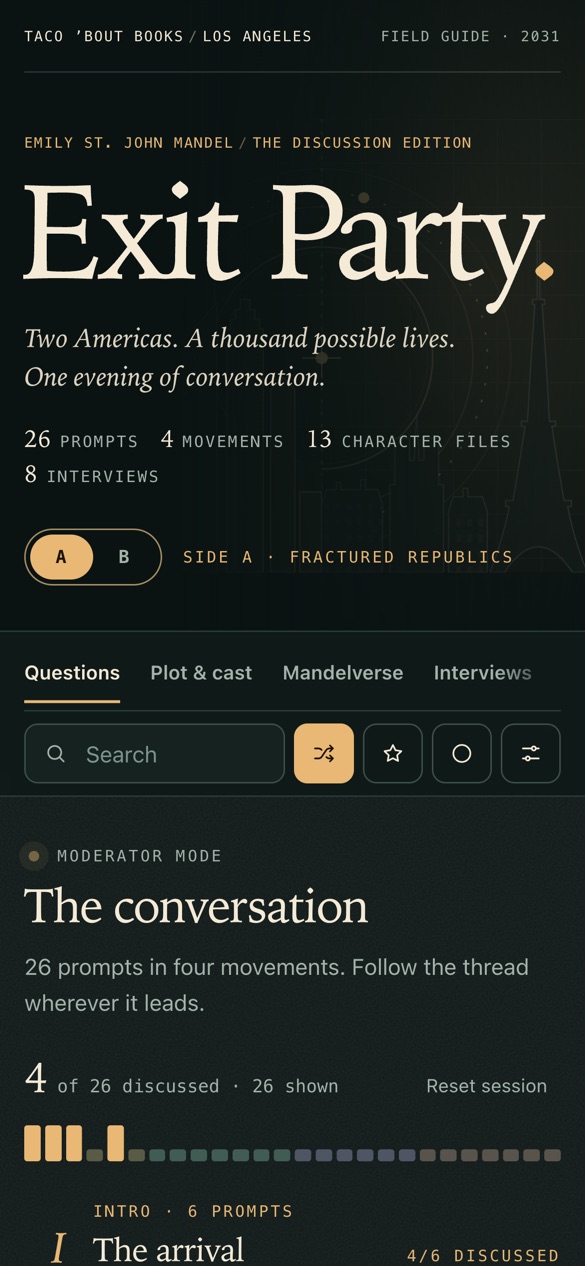 TACO ’BOUT BOOKS / LOS ANGELES
FIELD GUIDE · 2031
EMILY ST. JOHN MANDEL / THE DISCUSSION EDITION
Exit Party.
Two Americas. A thousand possible lives.
One evening of conversation.
26 PROMPTS 4 MOVEMENTS 13 CHARACTER FILES
8 INTERVIEWS
A B SIDE A · FRACTURED REPUBLICS
Questions Plot & cast Mandelverse Interviews
Search
MODERATOR MODE
The conversation
26 prompts in four movements. Follow the thread
wherever it leads.
4 of 26 discussed · 26 shown Reset session
INTRO · 6 PROMPTS
I The arrival 4/6 DISCUSSED